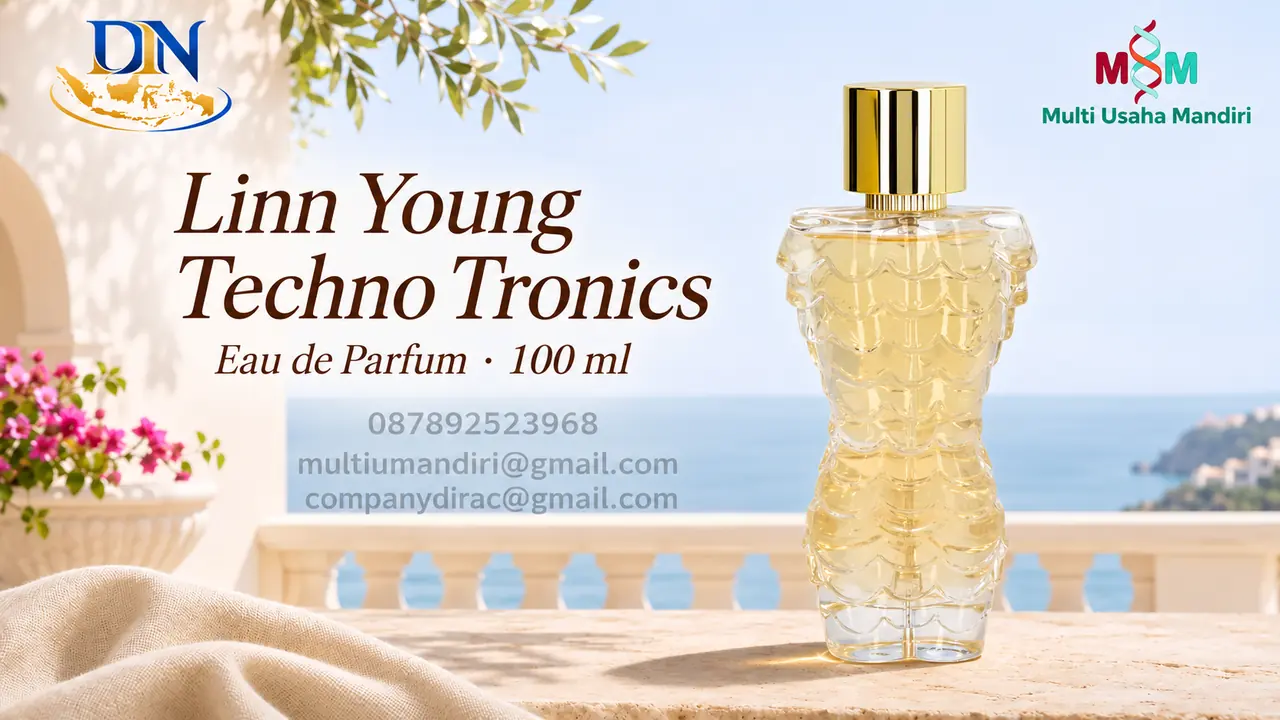 DN
M M
Multi Usaha Mandiri
Linn Young
Techno Tronics
Eau de Parfum · 100 ml
087892523968
multiumandiri@gmail.com
companydirac@gmail.com